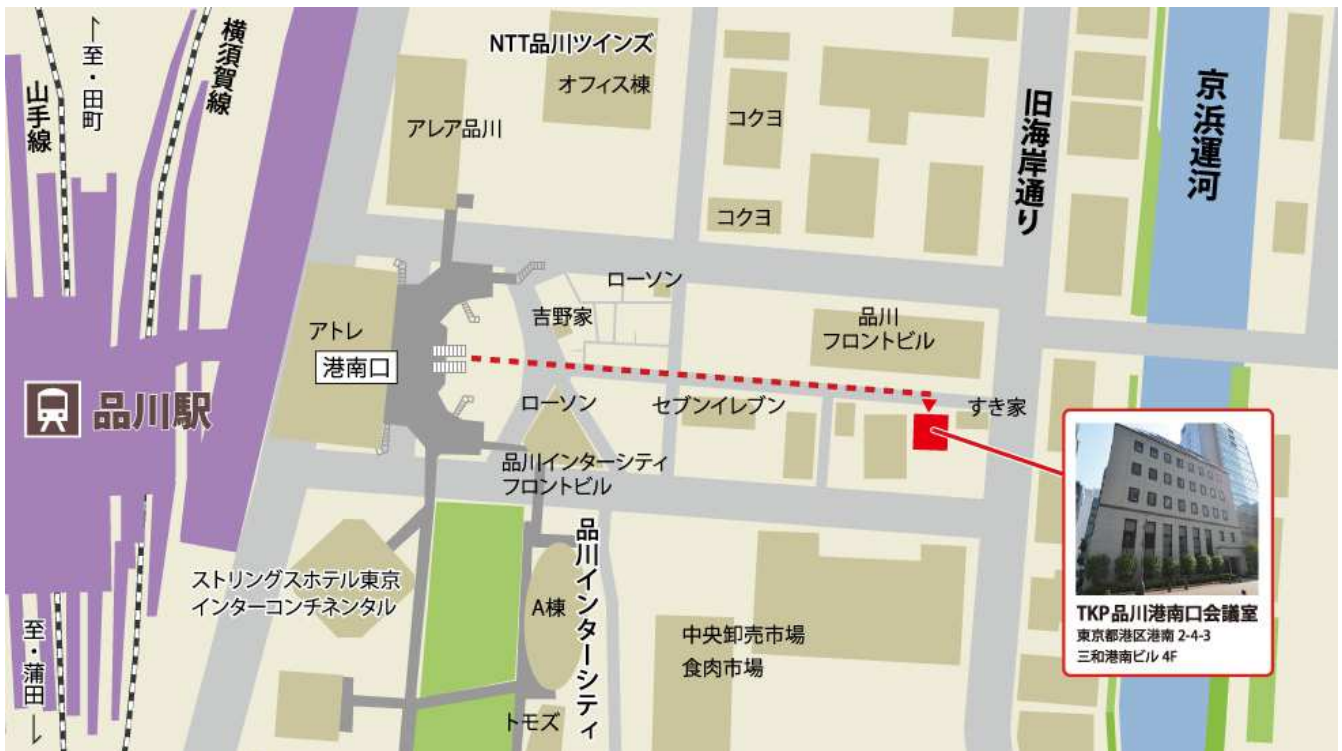 ↑至・田町
山手線
横須賀線
NTT品川ツインズ
オフィス棟
アレア品川
コクヨ
コクヨ
旧海岸通り
京浜運河
ローソン
吉野家
アトレ
港南口
品川
フロントビル
品川駅
ローソン
セブンイレブン
すき家
品川インターシティ
フロントビル
ストリングスホテル東京
インターコンチネンタル
A棟
品川インターシティ
中央卸売市場
食肉市場
トモズ
至・蒲田↓
TKP品川港南口会議室
東京都港区港南 2-4-3
三和港南ビル 4F